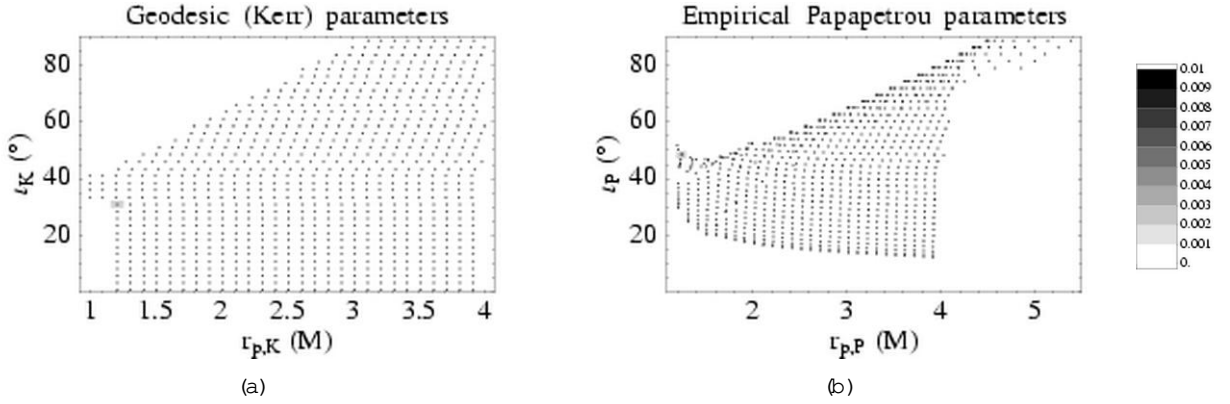 Geodesic (Kerr) parameters
80
60
40
20
ι_K (°)
1 1.5 2 2.5 3 3.5 4
r_p,K (M)
(a)
Empirical Papapetrou parameters
80
60
40
20
ι_P (°)
2 3 4 5
r_p,P (M)
(b)
0.01
0.009
0.008
0.007
0.006
0.005
0.004
0.003
0.002
0.001
0.